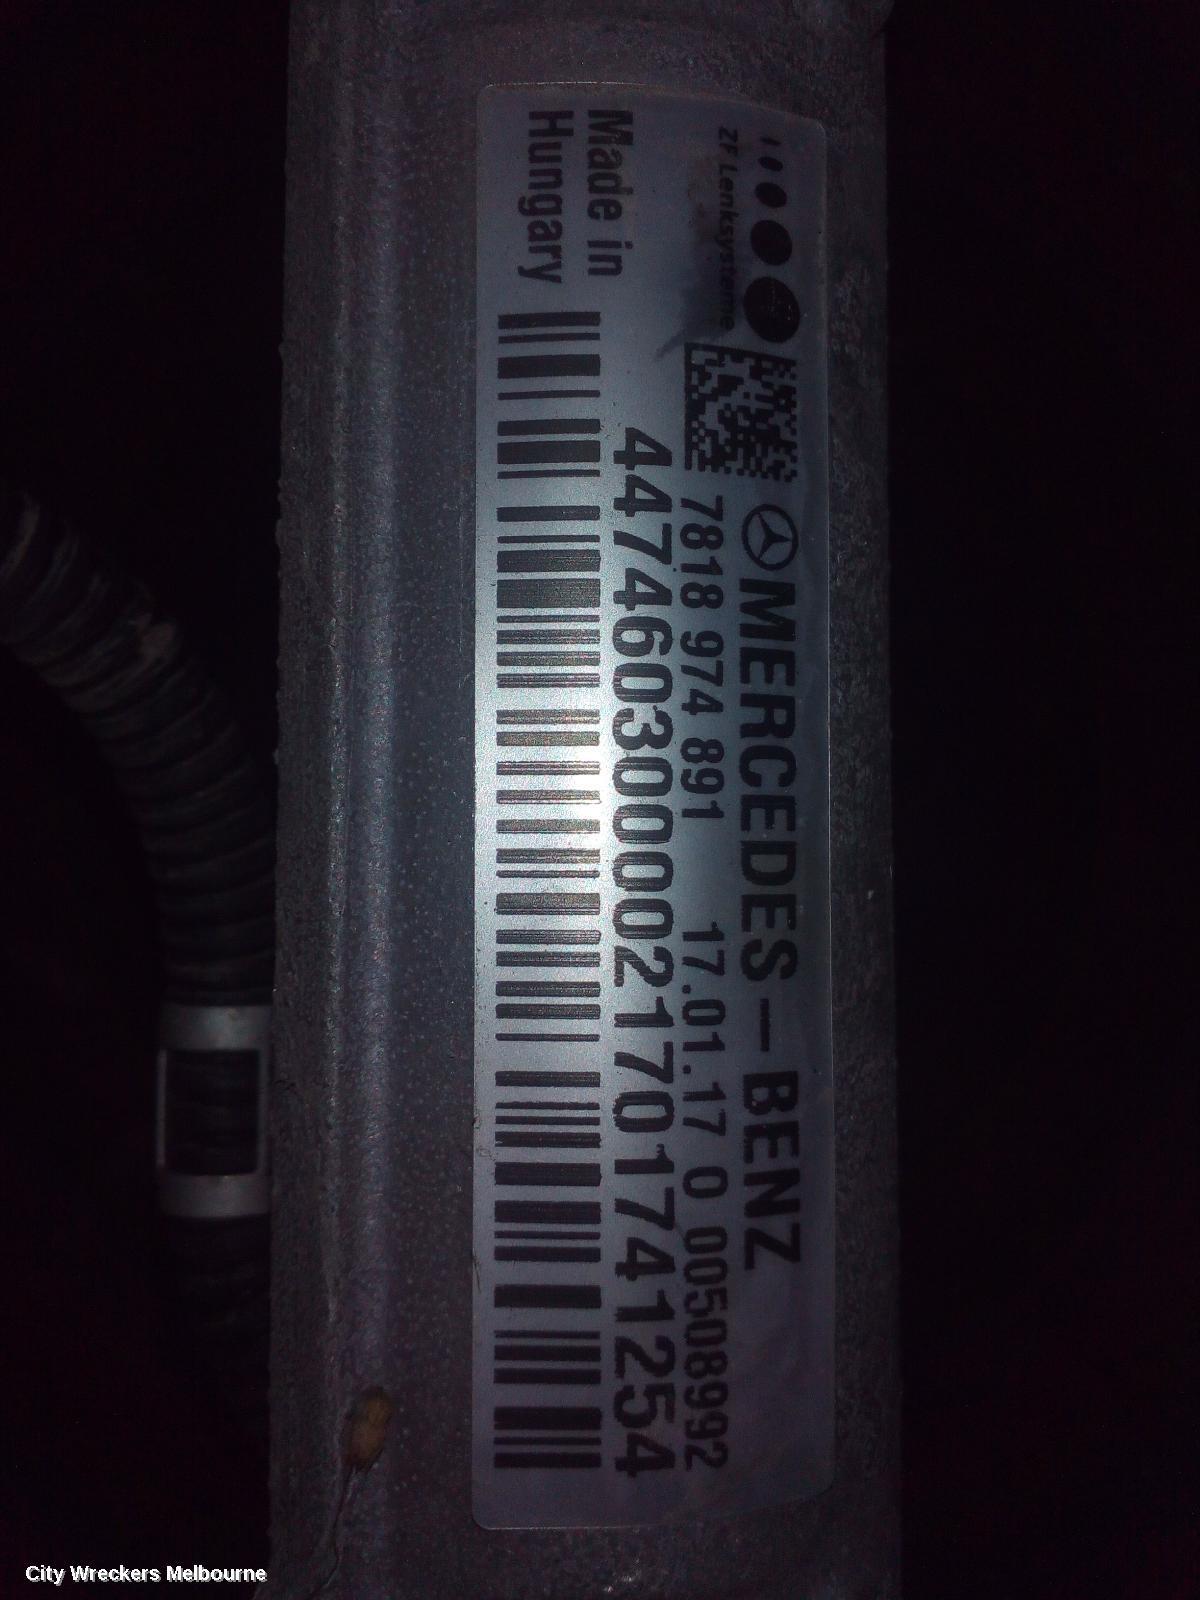 ZF Lenksysteme
MERCEDES-BENZ
7818 974 891 17.01.17 0 00508992
4474603000021701741254
Made in
Hungary
City Wreckers Melbourne